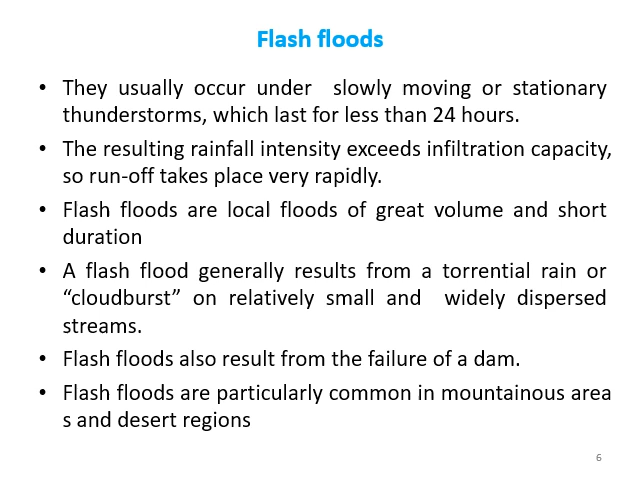 Flash floods
• They usually occur under slowly moving or stationary
thunderstorms, which last for less than 24 hours.
• The resulting rainfall intensity exceeds infiltration capacity,
so run-off takes place very rapidly.
• Flash floods are local floods of great volume and short
duration
• A flash flood generally results from a torrential rain or
“cloudburst” on relatively small and widely dispersed
streams.
• Flash floods also result from the failure of a dam.
• Flash floods are particularly common in mountainous area
s and desert regions
6